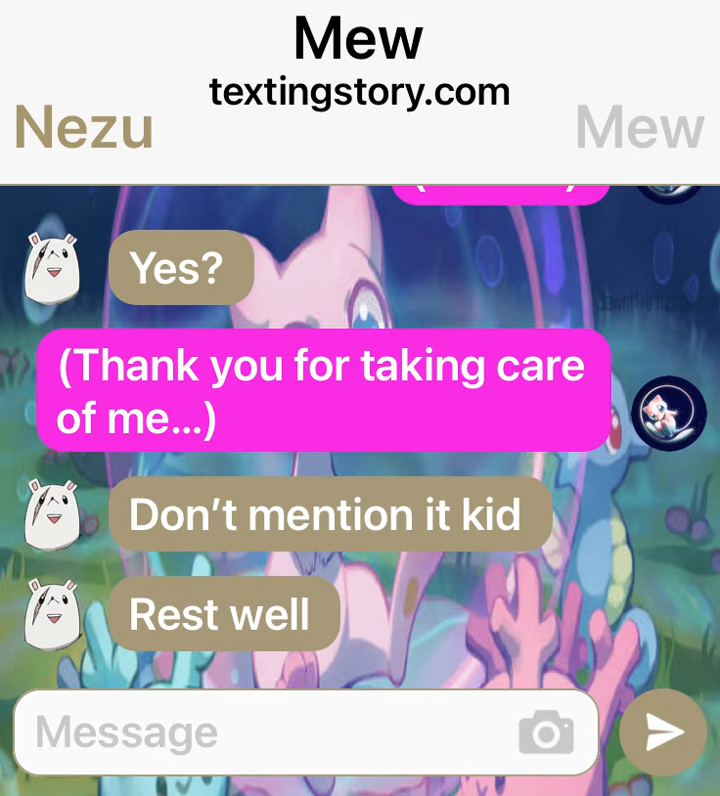 Mew
textingstory.com
Nezu
Mew
Yes?
(Thank you for taking care
of me...)
Don't mention it kid
Rest well
Message